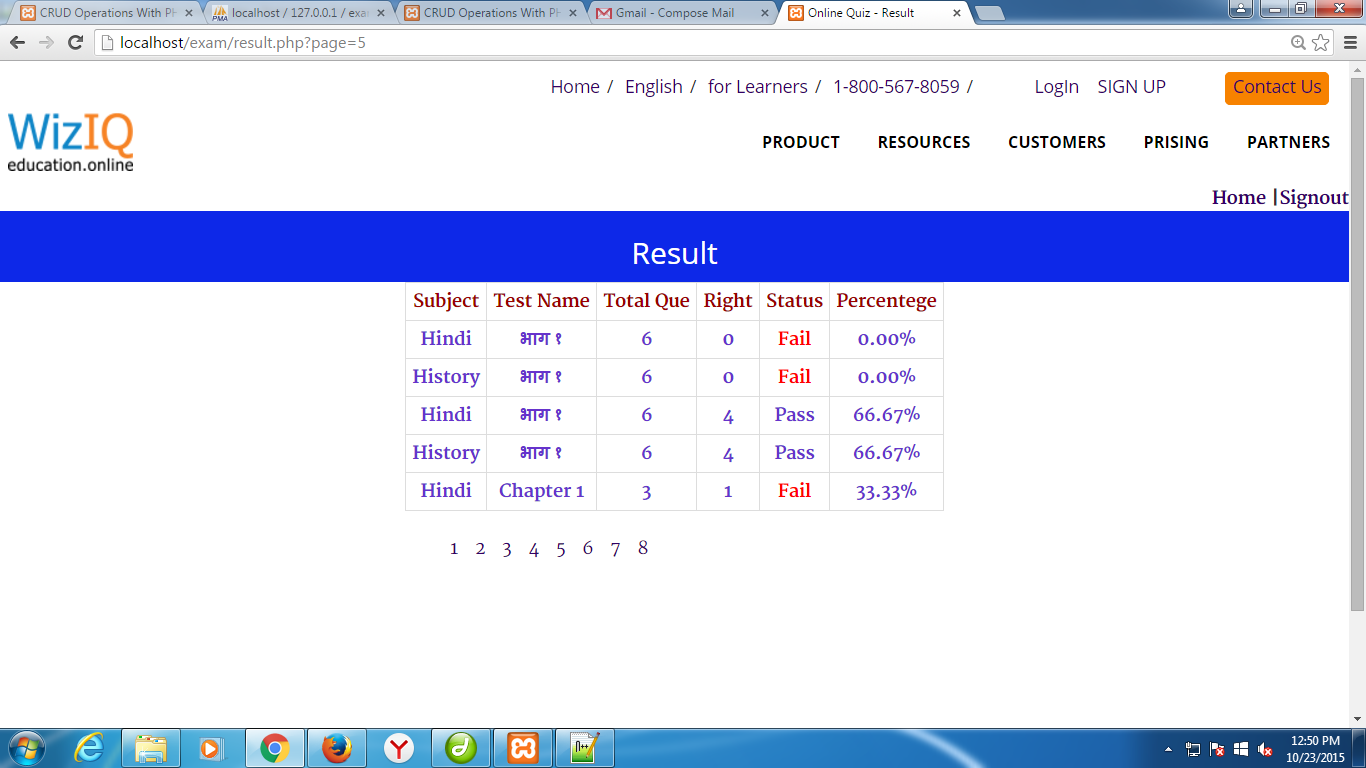 CRUD Operations With PH
localhost / 127.0.0.1 / exa
CRUD Operations With PH
Gmail - Compose Mail
Online Quiz - Result
localhost/exam/result.php?page=5
Home / English / for Learners / 1-800-567-8059 / LogIn SIGN UP Contact Us
WizIQ
education.online
PRODUCT RESOURCES CUSTOMERS PRISING PARTNERS
Home |Signout
Result
Subject Test Name Total Que Right Status Percentege
Hindi भाग १ 6 0 Fail 0.00%
History भाग १ 6 0 Fail 0.00%
Hindi भाग १ 6 4 Pass 66.67%
History भाग १ 6 4 Pass 66.67%
Hindi Chapter 1 3 1 Fail 33.33%
1 2 3 4 5 6 7 8
12:50 PM
10/23/2015